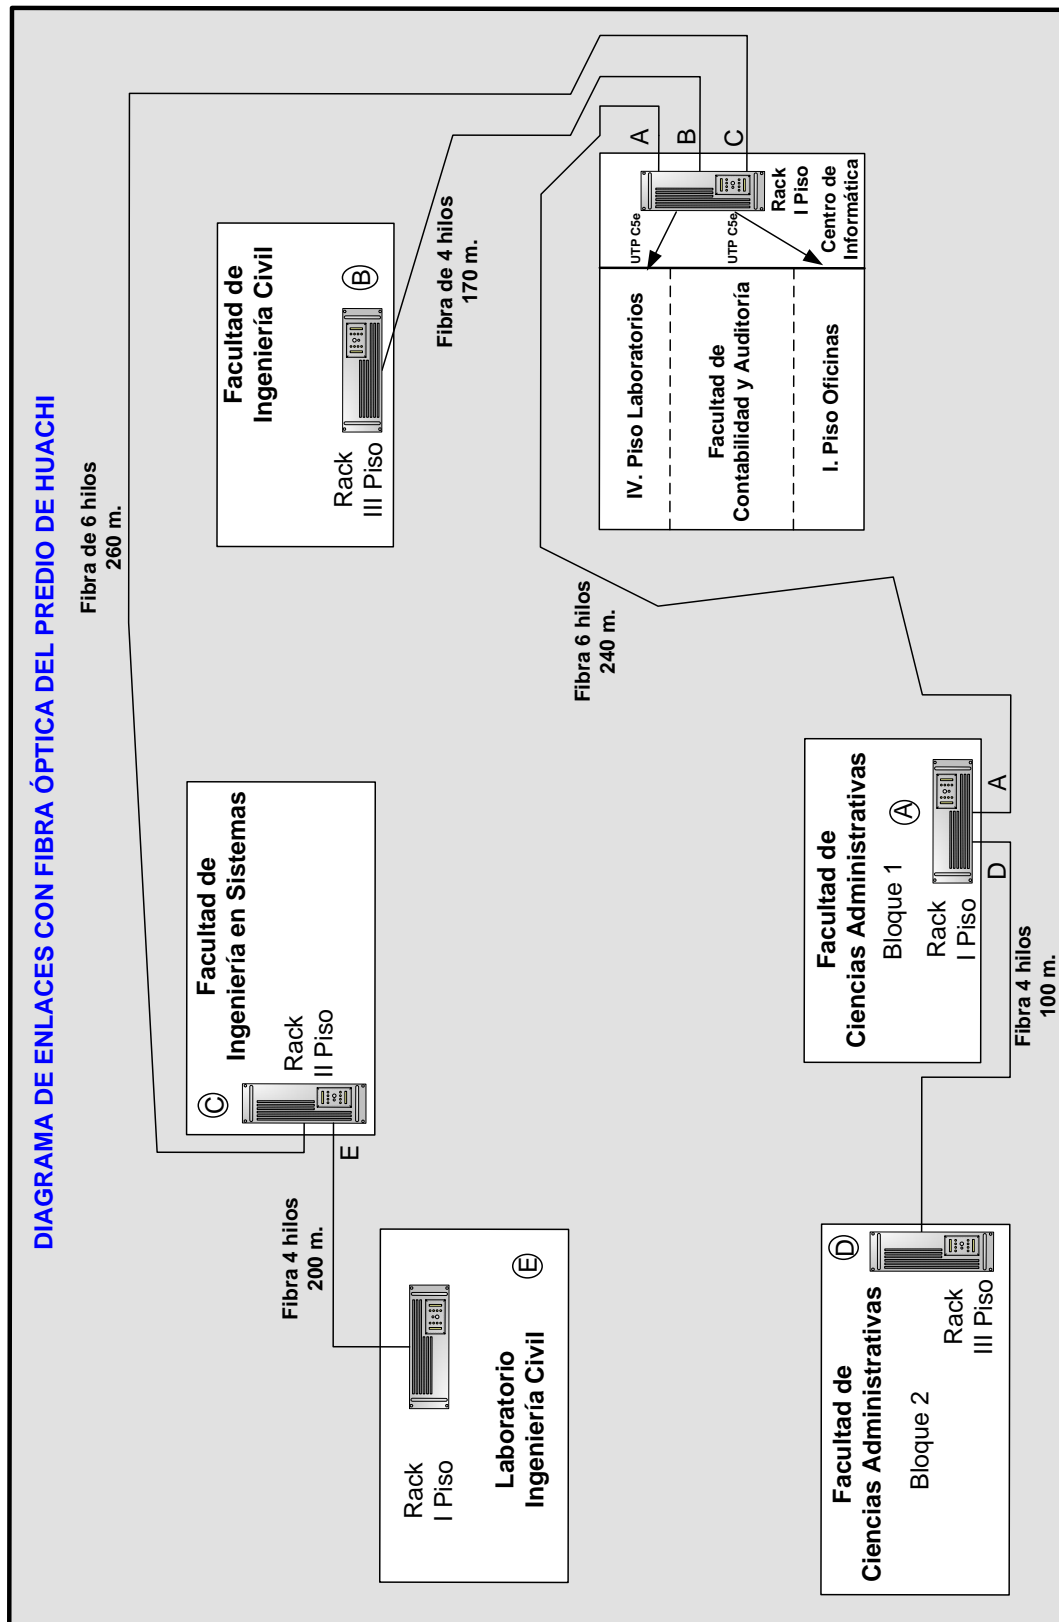 DIAGRAMA DE ENLACES CON FIBRA ÓPTICA DEL PREDIO DE HUACHI
Fibra de 6 hilos
260 m.
Facultad de
Ingeniería en Sistemas
C
Rack
II Piso
E
Facultad de
Ingeniería Civil
B
Rack
III Piso
Fibra de 4 hilos
170 m.
Fibra 4 hilos
200 m.
Rack
I Piso
E
Laboratorio
Ingeniería Civil
Fibra 6 hilos
240 m.
A
B
C
UTP C5e
UTP C5e
Rack
I Piso
Centro de
Informática
IV. Piso Laboratorios
Facultad de
Contabilidad y Auditoría
I. Piso Oficinas
Facultad de
Ciencias Administrativas
Bloque 1
A
Rack
I Piso
D
A
Fibra 4 hilos
100 m.
Facultad de
Ciencias Administrativas
Bloque 2
D
Rack
III Piso